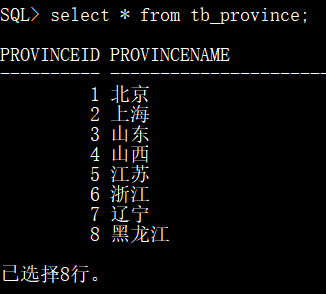 SQL> select * from tb_province;
PROVINCEID PROVINCENAME
---------- --------------------
1 北京
2 上海
3 山东
4 山西
5 江苏
6 浙江
7 辽宁
8 黑龙江
已选择8行。